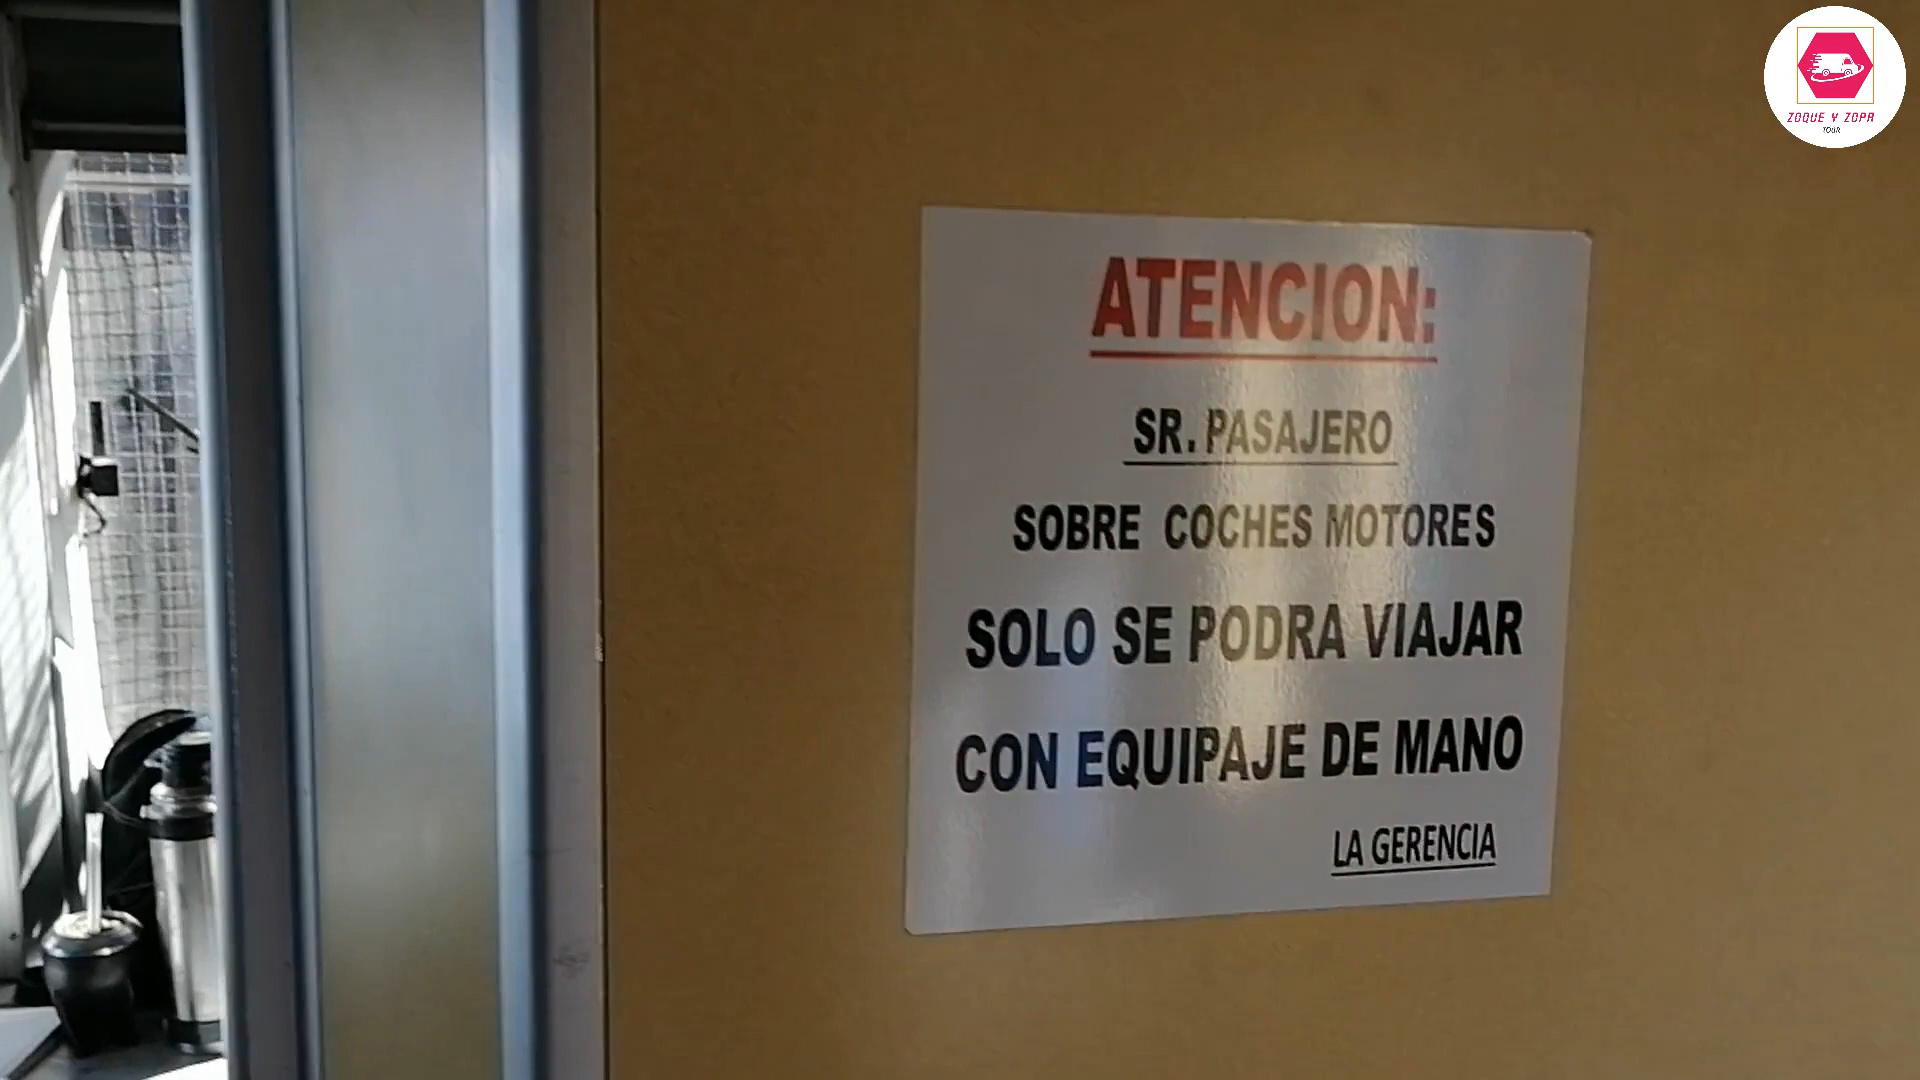 ZOQUE Y ZOPA
TOUR
ATENCION:
SR. PASAJERO
SOBRE COCHES MOTORES
SOLO SE PODRA VIAJAR
CON EQUIPAJE DE MANO
LA GERENCIA